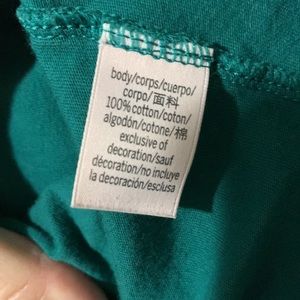 body/corps/cuerpo/
corpo/面料
100% cotton/coton/
algodón/cotone/棉
exclusive of
decoration/sauf
décoration/no incluye
la decoración/esclusa